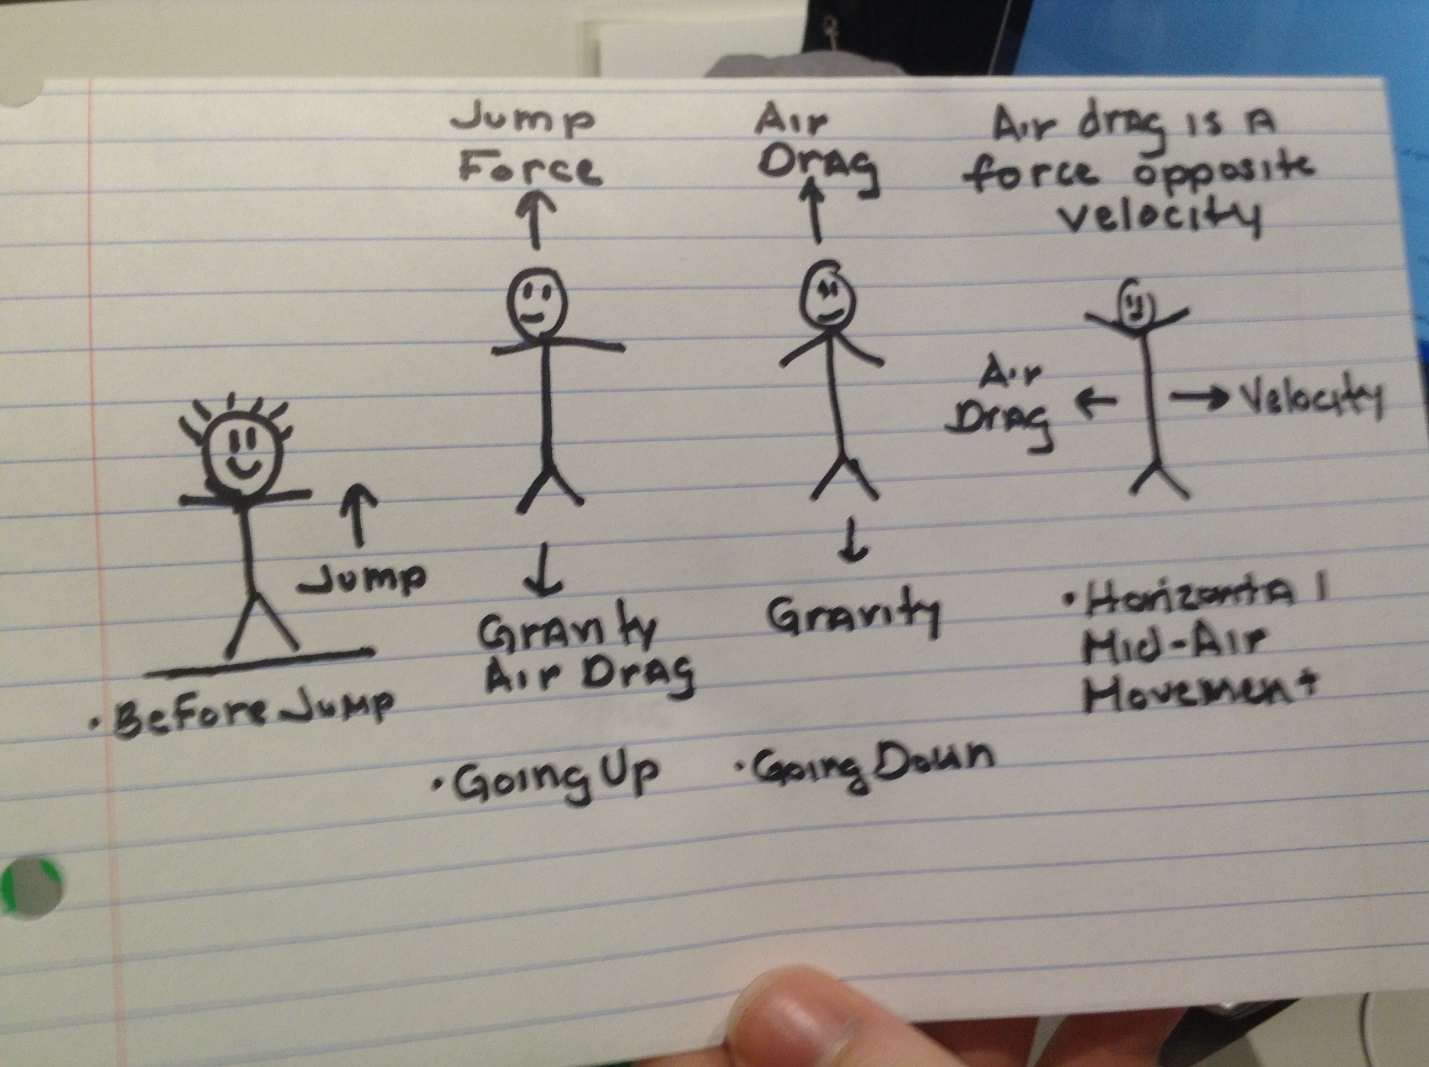 Jump
Force
Jump
• Before Jump
Gravity
Air Drag
• Going Up
Air
Drag
Gravity
• Going Down
Air drag is a
force opposite
velocity
Air
Drag
Velocity
• Horizontal
Mid-Air
Movement